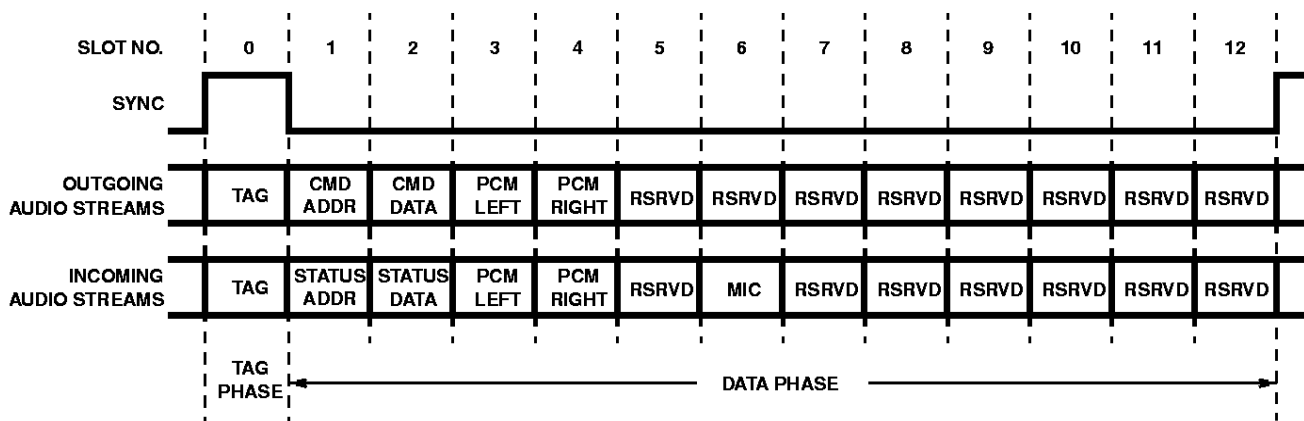 SLOT NO. 0 1 2 3 4 5 6 7 8 9 10 11 12
SYNC
OUTGOING
AUDIO STREAMS
TAG
CMD
ADDR
CMD
DATA
PCM
LEFT
PCM
RIGHT
RSRVD RSRVD RSRVD RSRVD RSRVD RSRVD RSRVD RSRVD
INCOMING
AUDIO STREAMS
TAG
STATUS
ADDR
STATUS
DATA
PCM
LEFT
PCM
RIGHT
RSRVD MIC RSRVD RSRVD RSRVD RSRVD RSRVD RSRVD
TAG
PHASE
DATA PHASE